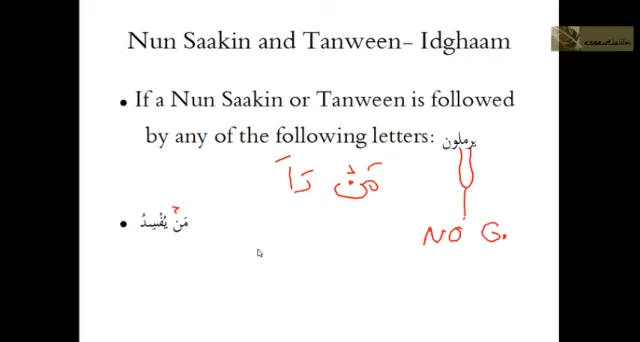 Nun Saakin and Tanween- Idghaam
• If a Nun Saakin or Tanween is followed
by any of the following letters: يرملون
مَنْ رَاَ
• مَنْ يُفْسِدُ
NO G.